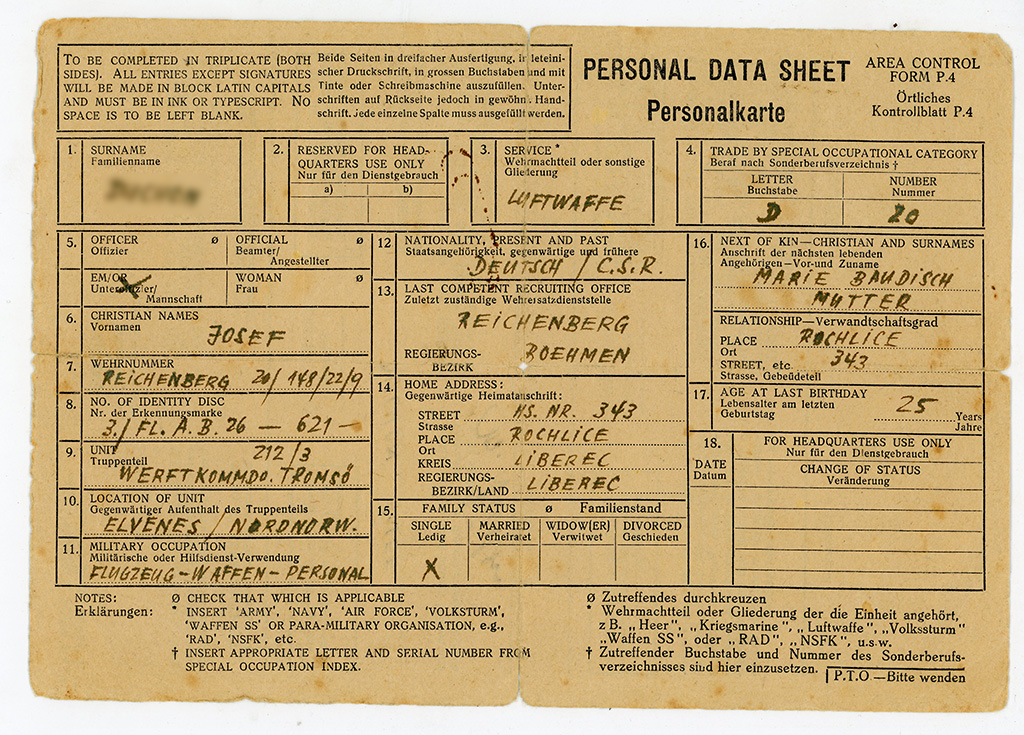 TO BE COMPLETED IN TRIPLICATE (BOTH
SIDES). ALL ENTRIES EXCEPT SIGNATURES
WILL BE MADE IN BLOCK LATIN CAPITALS
AND MUST BE IN INK OR TYPESCRIPT. NO
SPACE IS TO BE LEFT BLANK.
Beide Seiten in dreifacher Ausfertigung, in leteini-
scher Druckschrift, in grossen Buchstaben und mit
Tinte oder Schreibmaschine auszufüllen. Unter-
schriften auf Rückseite jedoch in gewöhnl. Hand-
schrift. Jede einzelne Spalte muss ausgefüllt werden.
PERSONAL DATA SHEET
Personalkarte
AREA CONTROL
FORM P.4
Örtliches
Kontrollblatt P.4
1. SURNAME
Familienname
2. RESERVED FOR HEAD-
QUARTERS USE ONLY
Nur für den Dienstgebrauch
a) b)
3. SERVICE *
Wehrmachtteil oder sonstige
Gliederung
LUFTWAFFE
4. TRADE BY SPECIAL OCCUPATIONAL CATEGORY
Beraf nach Sonderberufsverzeichnis †
LETTER
Buchstabe
D
NUMBER
Nummer
20
5. OFFICER ø
Offizier
OFFICIAL ø
Beamter/
Angestellter
EM/OR
Unteroffizier/
Mannschaft
X
WOMAN ø
Frau
6. CHRISTIAN NAMES
Vornamen
JOSEF
7. WEHRNUMMER
REICHENBERG 20/148/22/9
8. NO. OF IDENTITY DISC
Nr. der Erkennungsmarke
3./FL. A.B. 26 — 621 —
9. UNIT 212/3
Truppenteil
WERFTKOMMDO. TROMSÖ
10. LOCATION OF UNIT
Gegenwärtiger Aufenthalt des Truppenteils
ELVENES / NORDNORW.
11. MILITARY OCCUPATION
Militärische oder Hilfsdienst-Verwendung
FLUGZEUG-WAFFEN-PERSONAL
12 NATIONALITY, PRESENT AND PAST
Staatsangehörigkeit, gegenwärtige und frühere
DEUTSCH / C.S.R.
13. LAST COMPETENT RECRUITING OFFICE
Zuletzt zuständige Wehrersatzdienststelle
REICHENBERG
REGIERUNGS- BOEHMEN
BEZIRK
14. HOME ADDRESS:
Gegenwärtige Heimatanschrift:
STREET HS. NR. 343
Strasse
PLACE ROCHLICE
Ort
KREIS LIBEREC
REGIERUNGS-
BEZIRK/LAND LIBEREC
15. FAMILY STATUS ø Familienstand
SINGLE
Ledig
X
MARRIED
Verheiratet
WIDOW(ER)
Verwitwet
DIVORCED
Geschieden
16. NEXT OF KIN—CHRISTIAN AND SURNAMES
Anschrift der nächsten lebenden
Angehörigen-Vor-und Zuname
MARIE BAUDISCH
MUTTER
RELATIONSHIP—Verwandtschaftsgrad
PLACE ROCHLICE
Ort
STREET, etc. 343
Strasse, Gebeüdeteil
17. AGE AT LAST BIRTHDAY
Lebensalter am letzten
Geburtstag 25 Years
Jahre
18.
DATE
Datum
FOR HEADQUARTERS USE ONLY
Nur für den Dienstgebrauch
CHANGE OF STATUS
Veränderung
NOTES:
Erklärungen:
Ø CHECK THAT WHICH IS APPLICABLE
* INSERT 'ARMY', 'NAVY', 'AIR FORCE', 'VOLKSTURM',
'WAFFEN SS' OR PARA-MILITARY ORGANISATION, e.g.,
'RAD', 'NSFK', etc.
† INSERT APPROPRIATE LETTER AND SERIAL NUMBER FROM
SPECIAL OCCUPATION INDEX.
ø Zutreffendes durchkreuzen
* Wehrmachtteil oder Gliederung der die Einheit angehört,
z B. „Heer", „Kriegsmarine", „Luftwaffe", „Volkssturm"
„Waffen SS", oder „RAD", „NSFK", u.s.w.
† Zutreffender Buchstabe und Nummer des Sonderberufs-
verzeichnisses sind hier einzusetzen.
P.T.O.—Bitte wenden